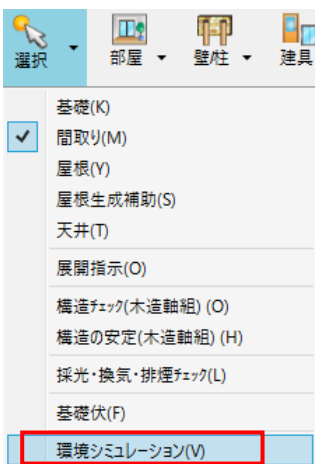 選択 部屋 壁/柱 建具
基礎(K)
間取り(M)
屋根(Y)
屋根生成補助(S)
天井(T)
展開指示(O)
構造ﾁｪｯｸ(木造軸組) (O)
構造の安定(木造軸組) (H)
採光・換気・排煙ﾁｪｯｸ(L)
基礎伏(F)
環境シミュレーション(V)